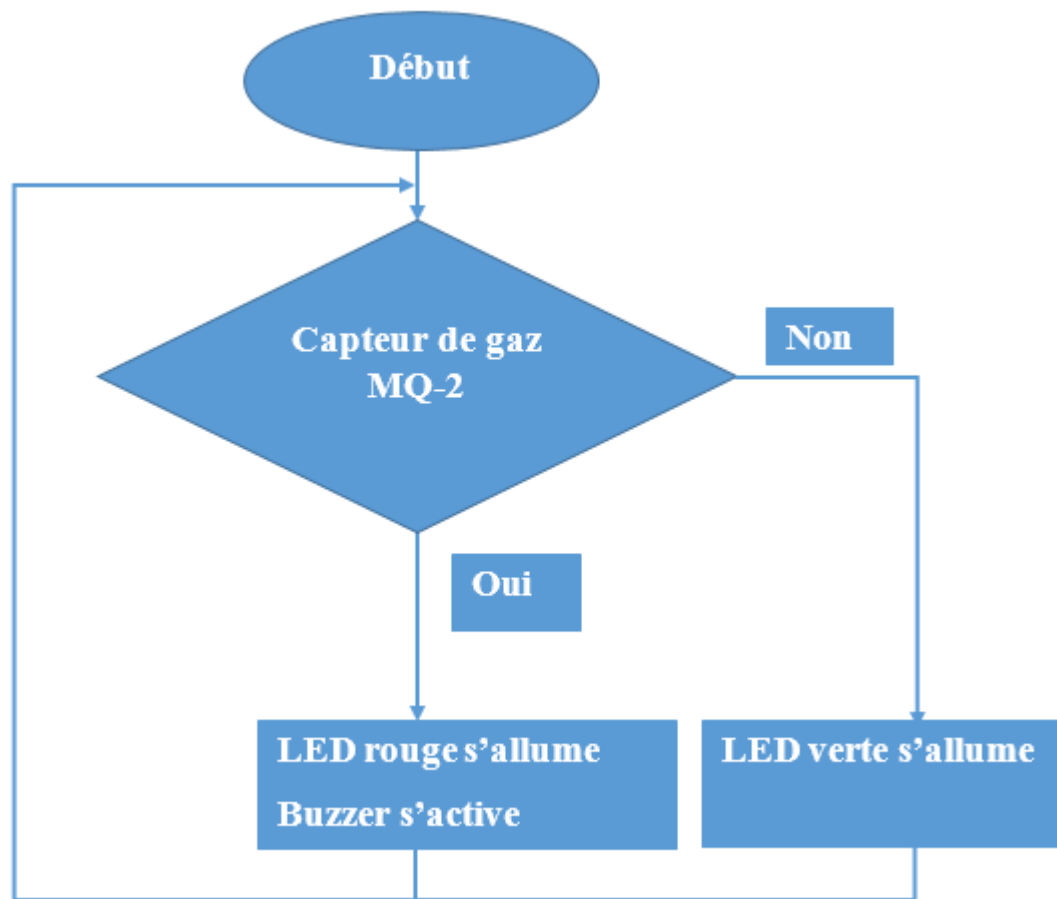 Début
Capteur de gaz
MQ-2
Non
Oui
LED rouge s’allume
Buzzer s’active
LED verte s’allume